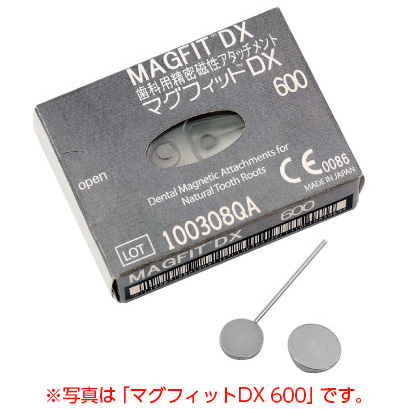 MAGFIT™ DX
歯科用精密磁性アタッチメント
マグフィットDX
600
open
Dental Magnetic Attachments for
Natural Tooth Roots
CE 0086
MADE IN JAPAN
LOT 100308QA
MAGFIT DX 600
※写真は「マグフィットDX 600」です。